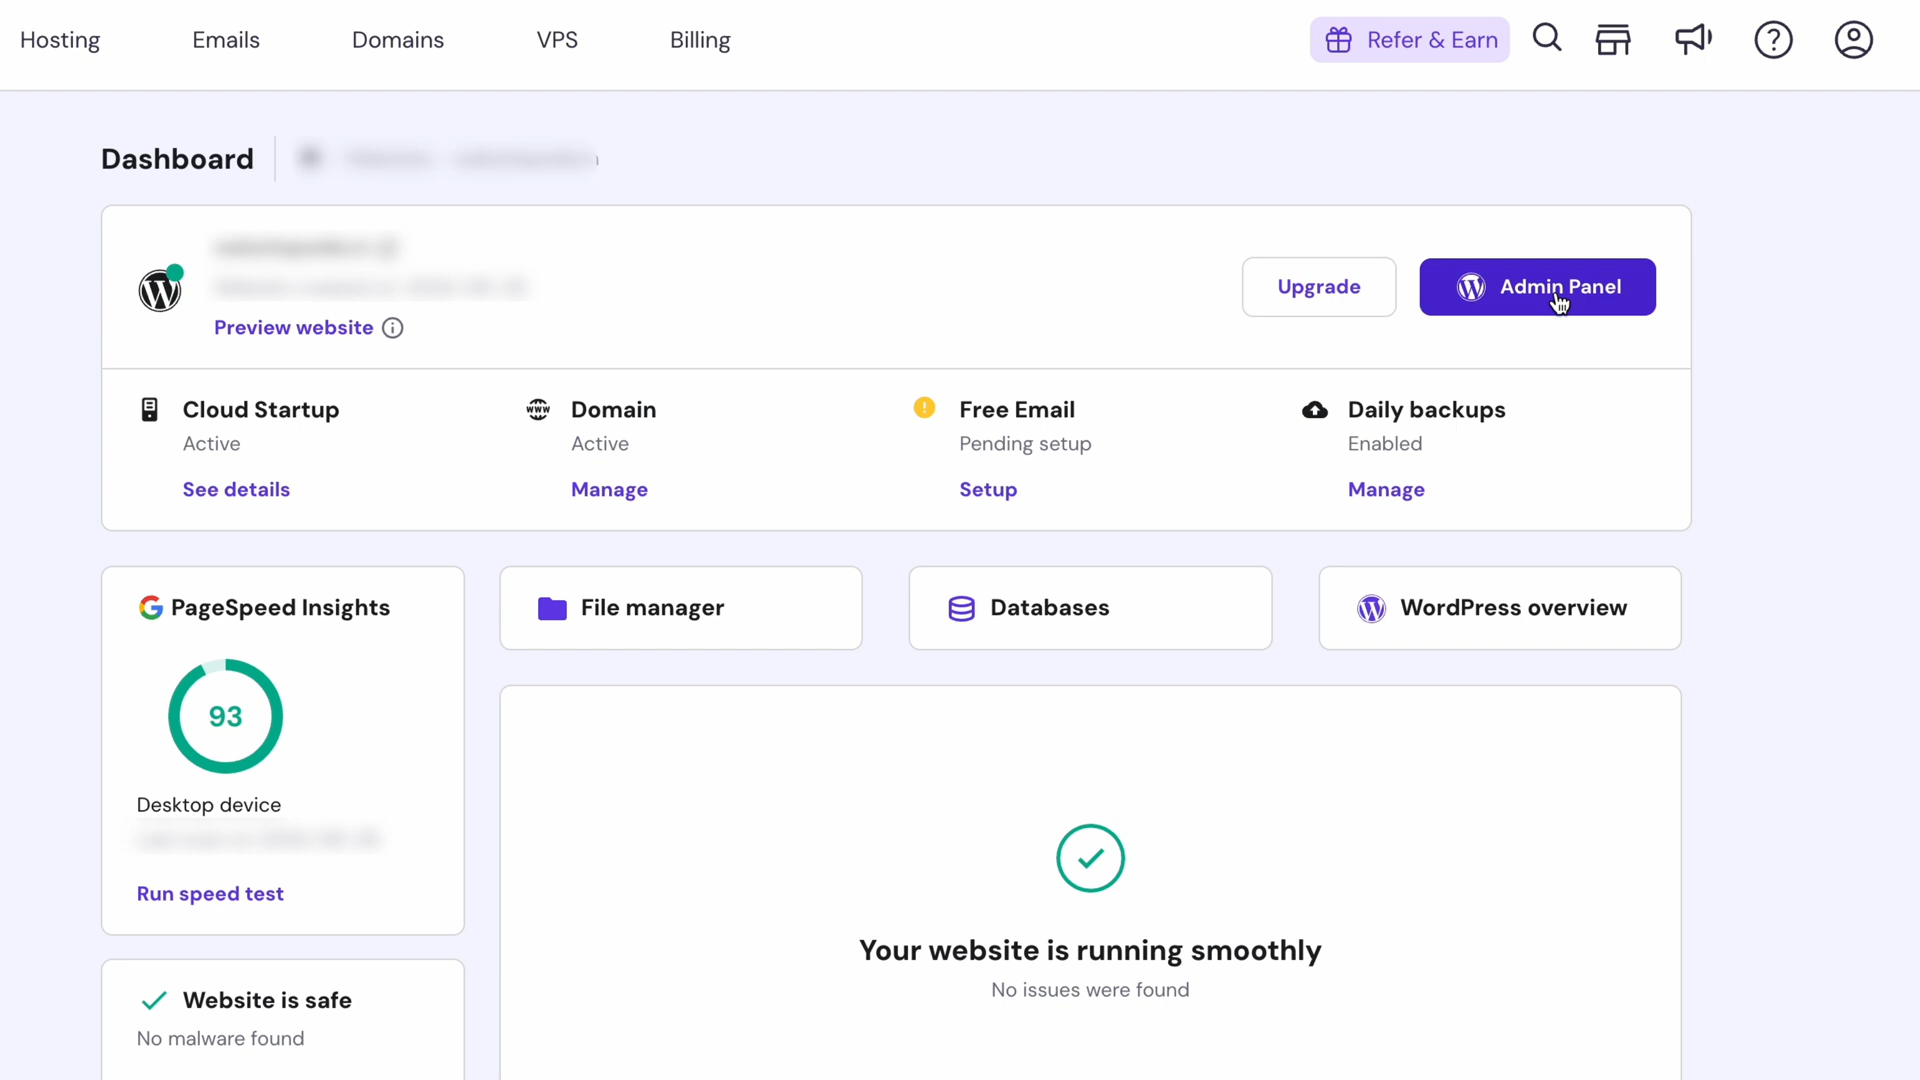 Hosting
Emails
Domains
VPS
Billing
Refer & Earn
Dashboard
Preview website
Upgrade
Admin Panel
Cloud Startup
Active
See details
Domain
Active
Manage
Free Email
Pending setup
Setup
Daily backups
Enabled
Manage
PageSpeed Insights
93
Desktop device
Run speed test
File manager
Databases
WordPress overview
Your website is running smoothly
No issues were found
Website is safe
No malware found